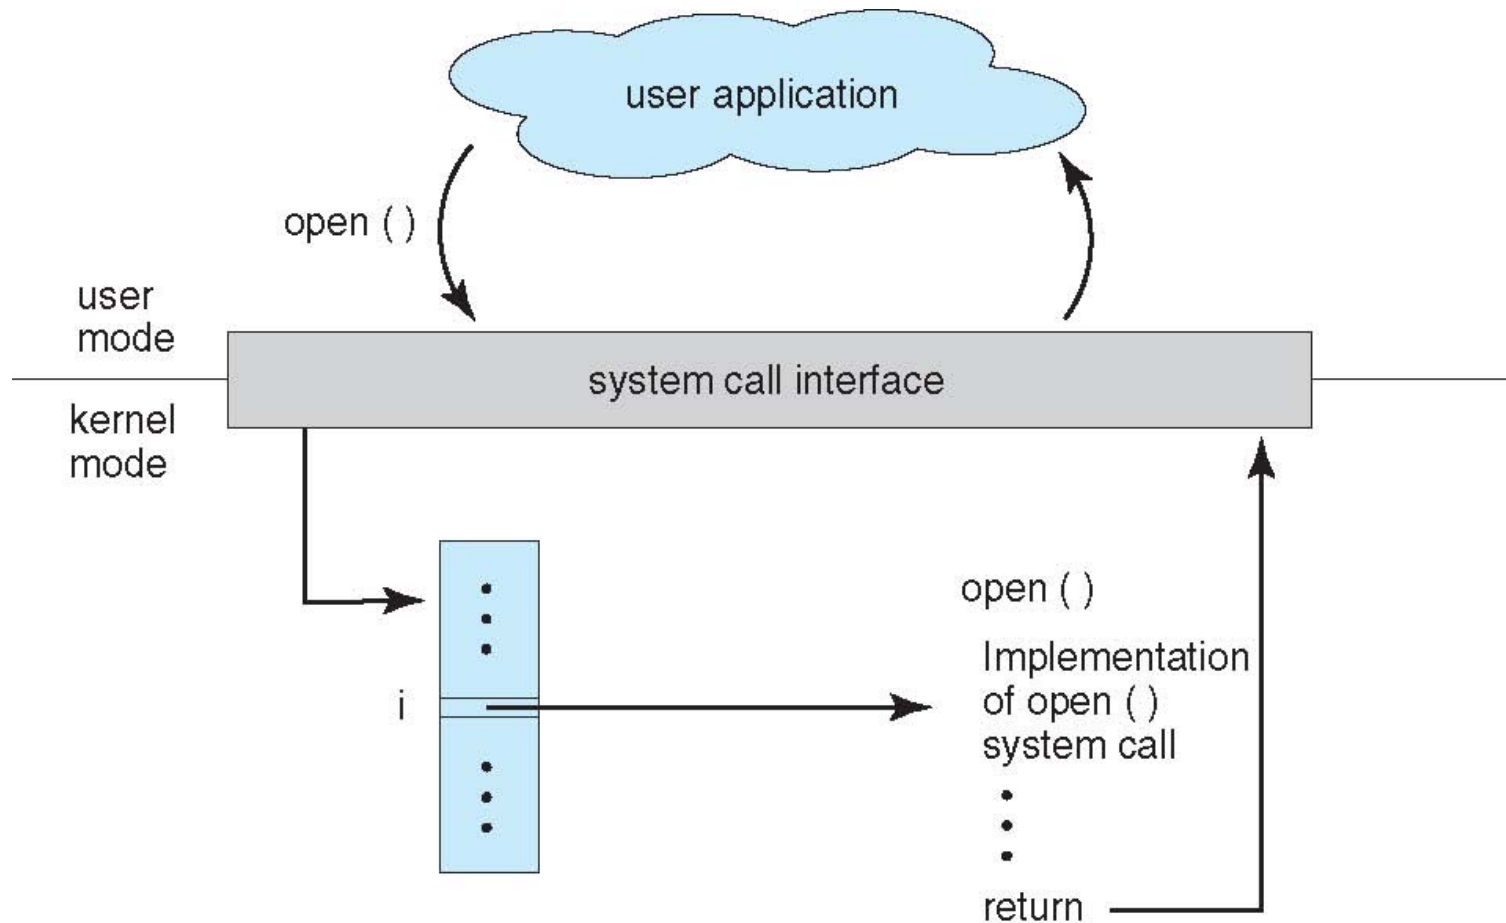 user application
open ( )
user
mode
system call interface
kernel
mode
open ( )
Implementation
i
of open ( )
system call
return